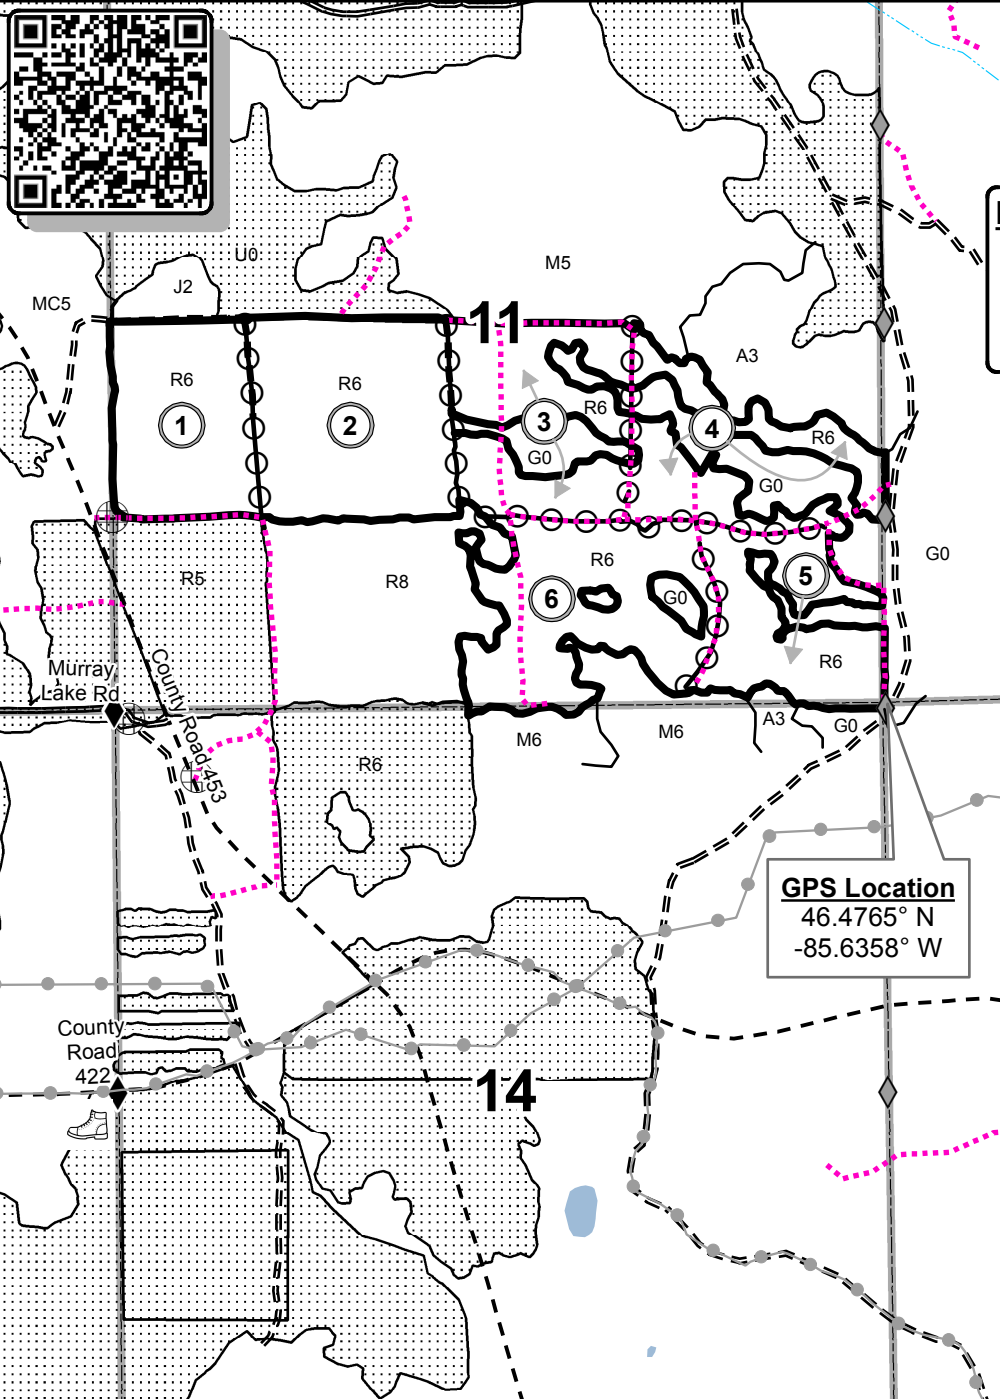 U0
M5
J2
MC5
11
A3
R6
R6
R6
3
4
R6
1
2
G0
G0
G0
R5
R8
R6
5
6
G0
Murray
Lake Rd
County Road 453
R6
M6
M6
A3
G0
R6
GPS Location
46.4765° N
-85.6358° W
County
Road
422
14